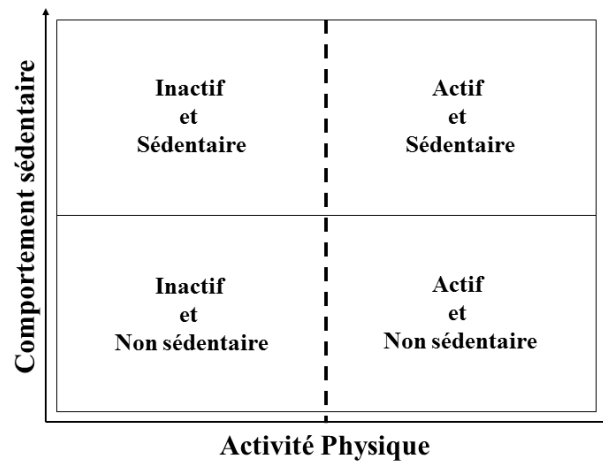 Comportement sédentaire
Inactif
et
Sédentaire
Actif
et
Sédentaire
Inactif
et
Non sédentaire
Actif
et
Non sédentaire
Activité Physique